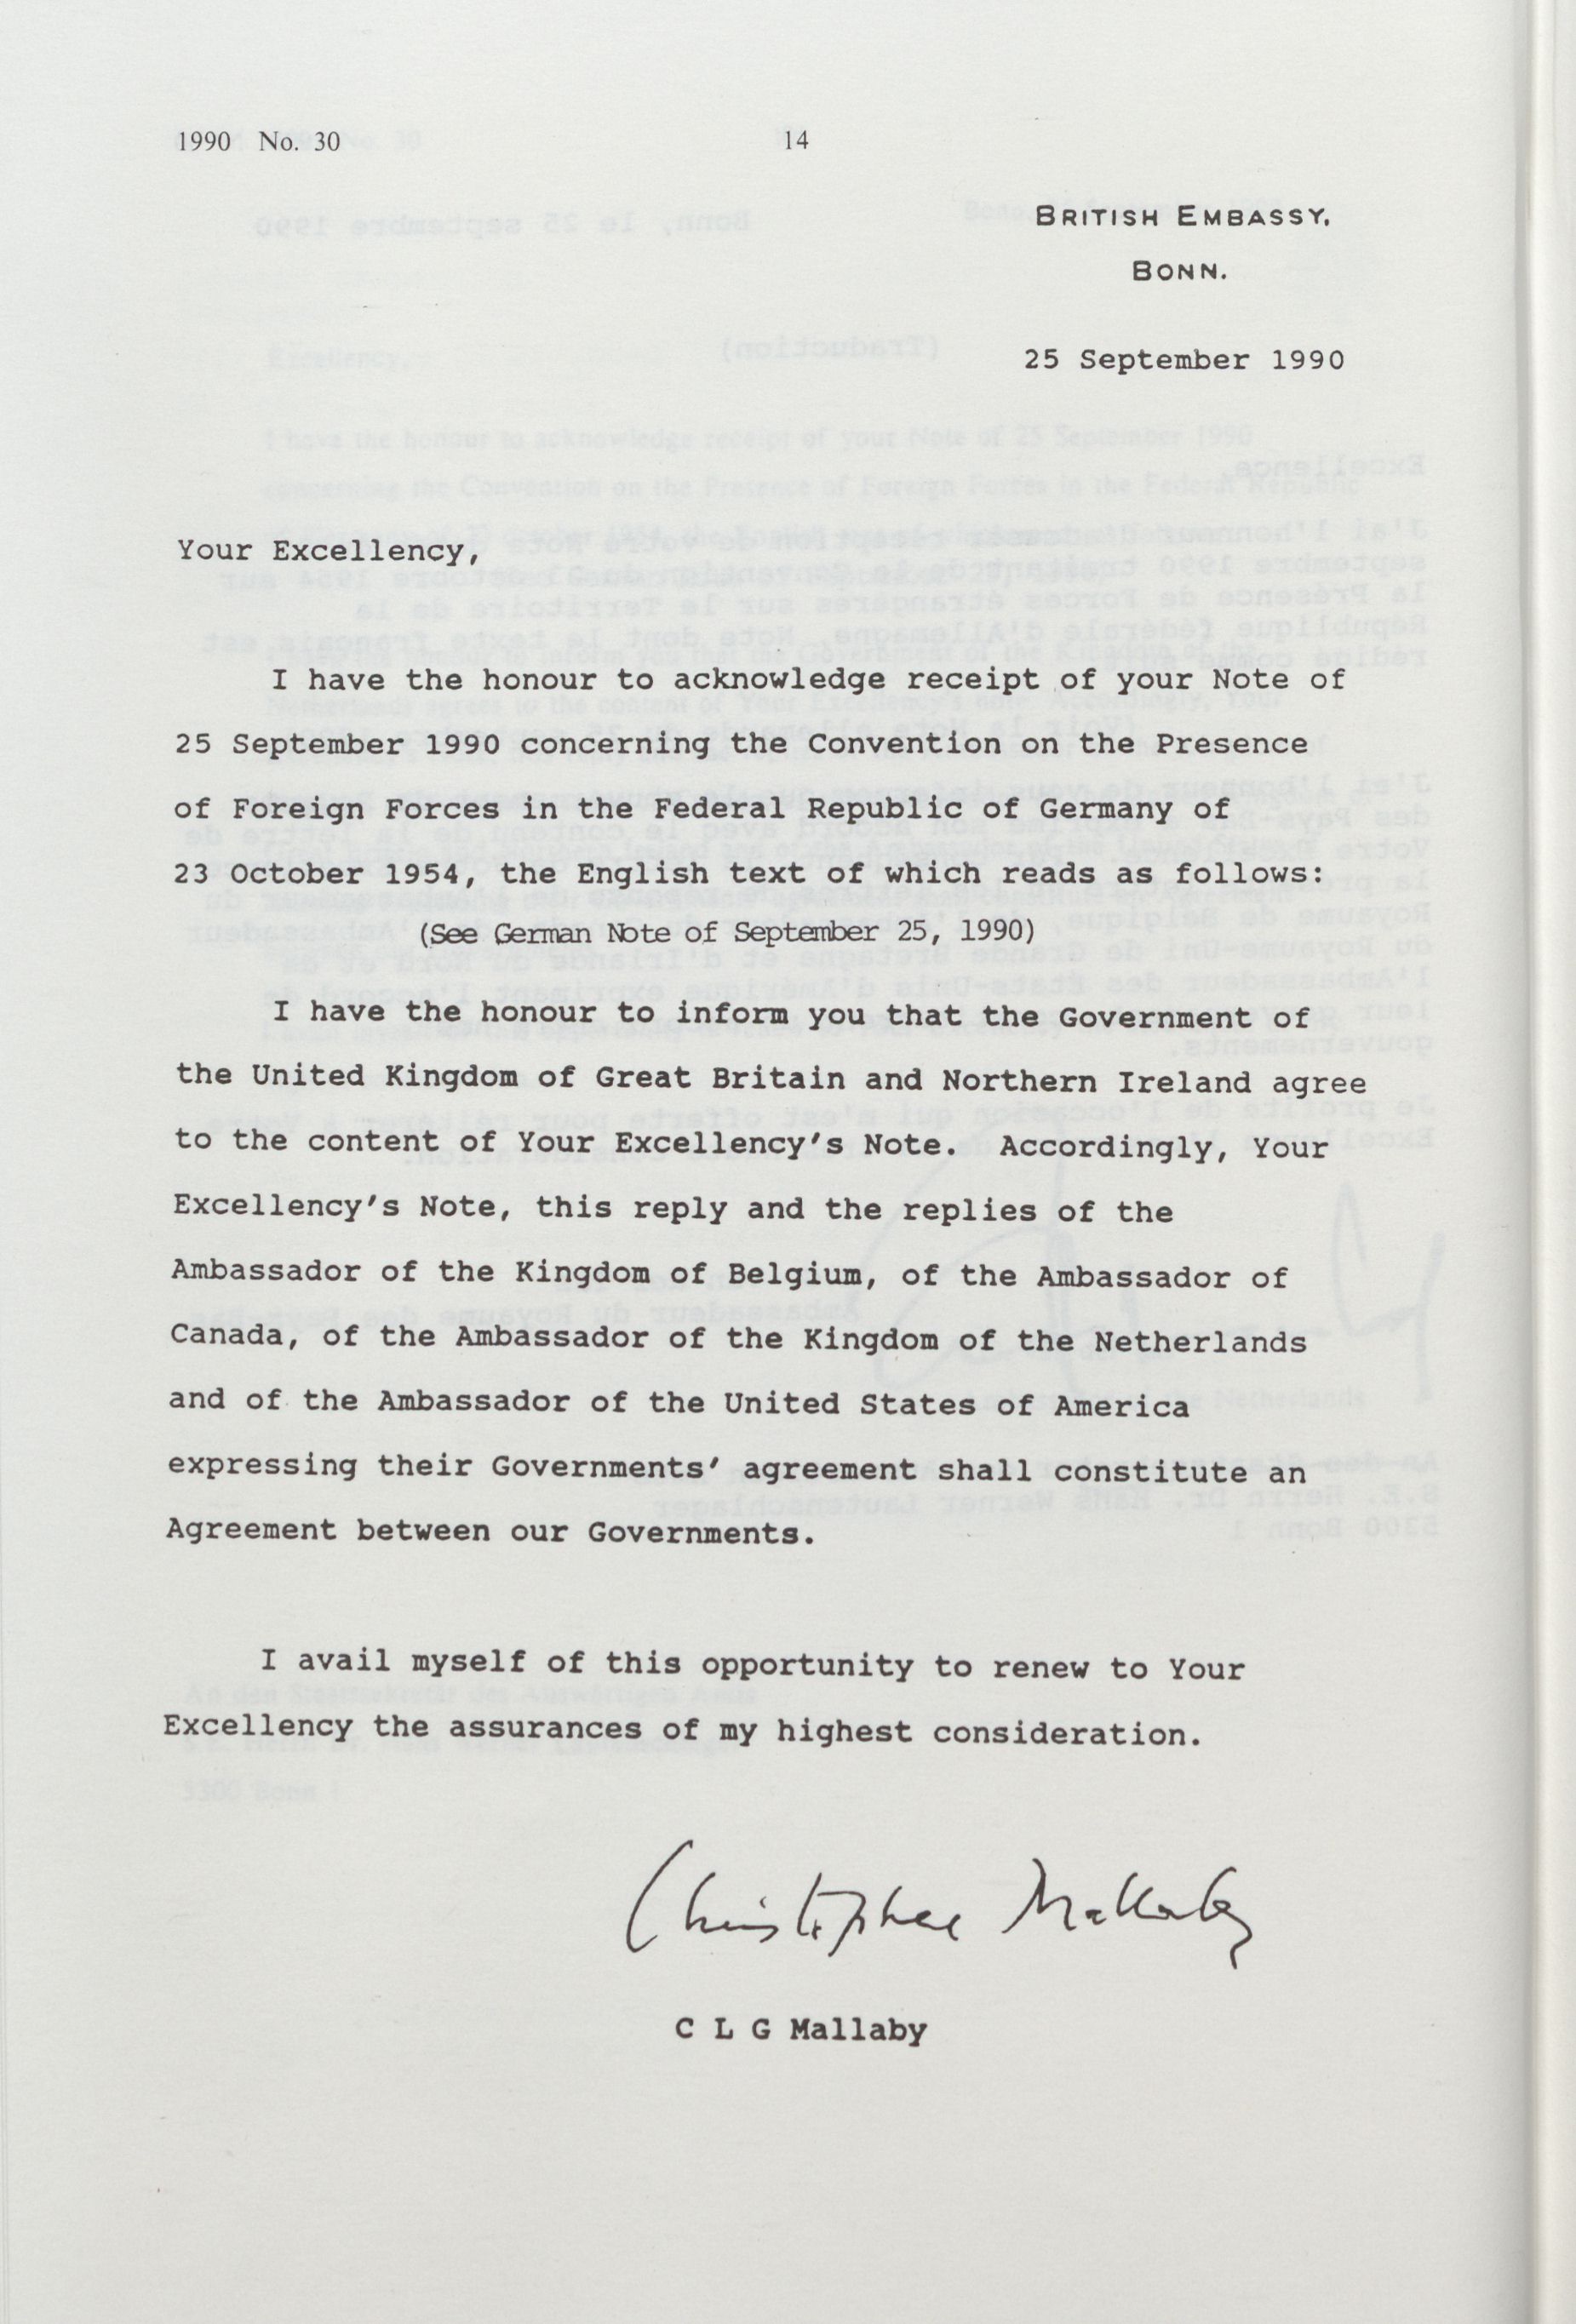 1990 No. 30 14
BRITISH EMBASSY,
BONN.
25 September 1990
Your Excellency,
I have the honour to acknowledge receipt of your Note of
25 September 1990 concerning the Convention on the Presence
of Foreign Forces in the Federal Republic of Germany of
23 October 1954, the English text of which reads as follows:
(See German Note of September 25, 1990)
I have the honour to inform you that the Government of
the United Kingdom of Great Britain and Northern Ireland agree
to the content of Your Excellency's Note. Accordingly, Your
Excellency's Note, this reply and the replies of the
Ambassador of the Kingdom of Belgium, of the Ambassador of
Canada, of the Ambassador of the Kingdom of the Netherlands
and of the Ambassador of the United States of America
expressing their Governments' agreement shall constitute an
Agreement between our Governments.
I avail myself of this opportunity to renew to Your
Excellency the assurances of my highest consideration.
Christopher Mallaby
C L G Mallaby